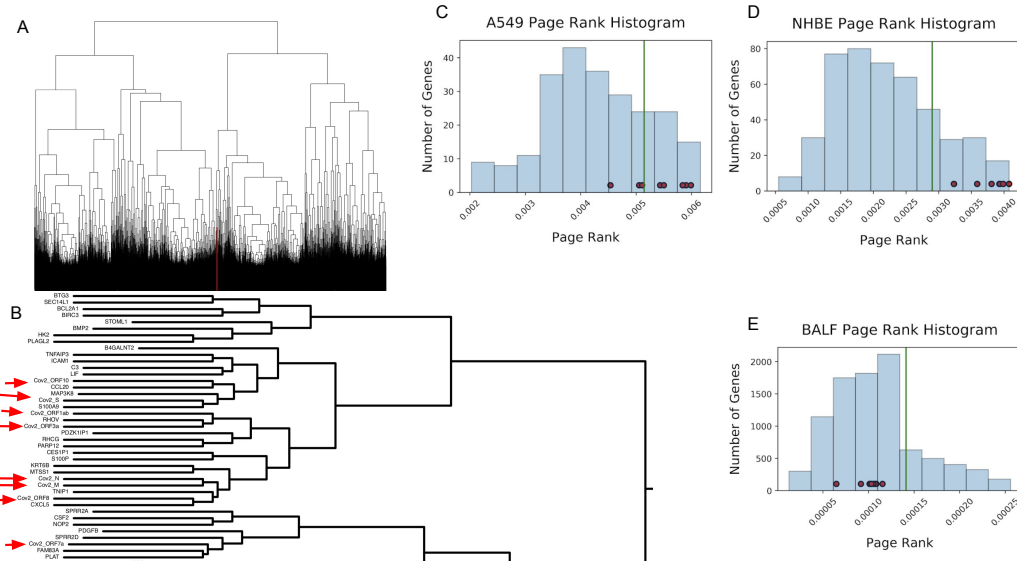 A
B
BTG3
SEC14L1
BCL2A1
BIRC3
STOML1
BMP2
HK2
PLAGL2
B4GALNT2
TNFAIP3
ICAM1
C3
LIF
Cov2_ORF10
CCL20
MAP3K8
Cov2_S
S100A9
Cov2_ORF1ab
RHOV
Cov2_ORF3a
PDZK1IP1
RHCG
PARP12
CES1P1
S100P
KRT6B
MTSS1
Cov2_N
Cov2_M
TNIP1
Cov2_ORF8
CXCL5
SPRR2A
CSF2
NOP2
PDGFB
SPRR2D
Cov2_ORF7a
FAM83A
PLAT
C
A549 Page Rank Histogram
Number of Genes
40
30
20
10
0
0.002
0.003
0.004
0.005
0.006
Page Rank
D
NHBE Page Rank Histogram
Number of Genes
80
60
40
20
0
0.0005
0.0010
0.0015
0.0020
0.0025
0.0030
0.0035
0.0040
Page Rank
E
BALF Page Rank Histogram
Number of Genes
2000
1500
1000
500
0
0.00005
0.00010
0.00015
0.00020
0.00025
Page Rank